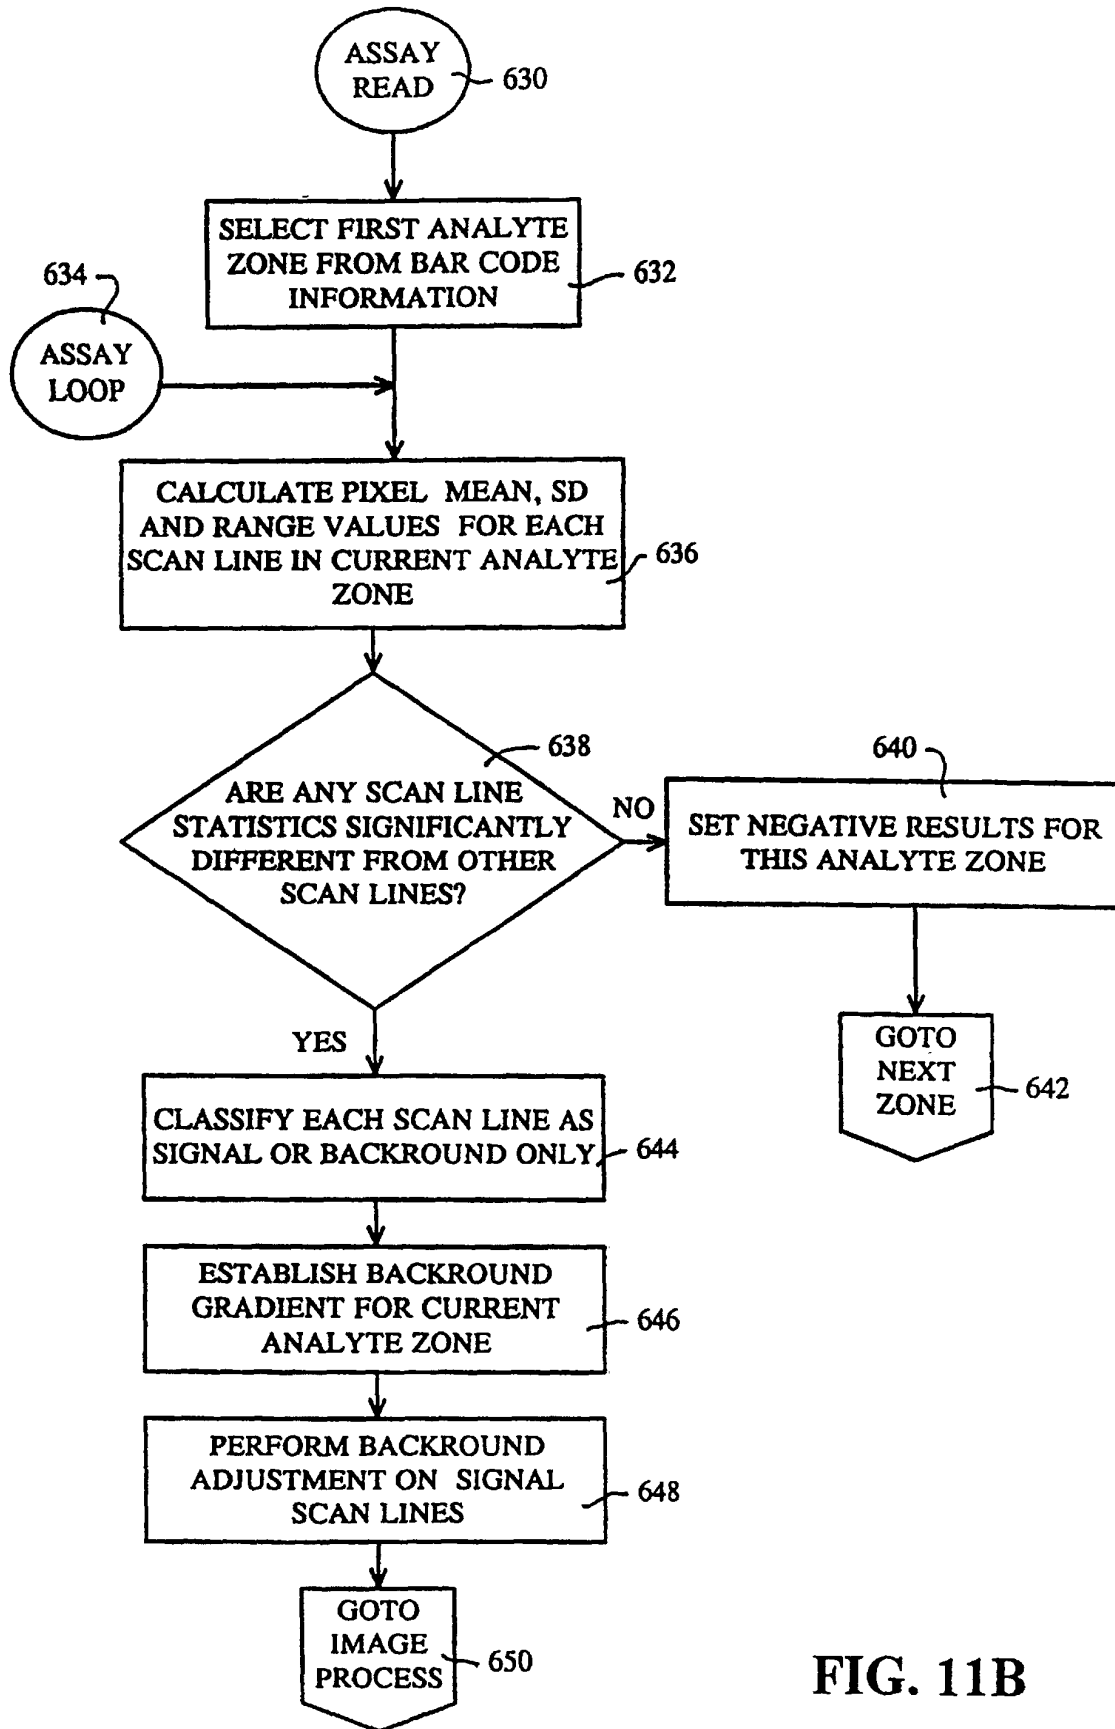 ASSAY
READ
630
SELECT FIRST ANALYTE
ZONE FROM BAR CODE
INFORMATION
632
634
ASSAY
LOOP
CALCULATE PIXEL MEAN, SD
AND RANGE VALUES FOR EACH
SCAN LINE IN CURRENT ANALYTE
ZONE
636
638
ARE ANY SCAN LINE
STATISTICS SIGNIFICANTLY
DIFFERENT FROM OTHER
SCAN LINES?
NO
640
SET NEGATIVE RESULTS FOR
THIS ANALYTE ZONE
GOTO
NEXT
ZONE
642
YES
CLASSIFY EACH SCAN LINE AS
SIGNAL OR BACKROUND ONLY
644
ESTABLISH BACKROUND
GRADIENT FOR CURRENT
ANALYTE ZONE
646
PERFORM BACKROUND
ADJUSTMENT ON SIGNAL
SCAN LINES
648
GOTO
IMAGE
PROCESS
650
FIG. 11B